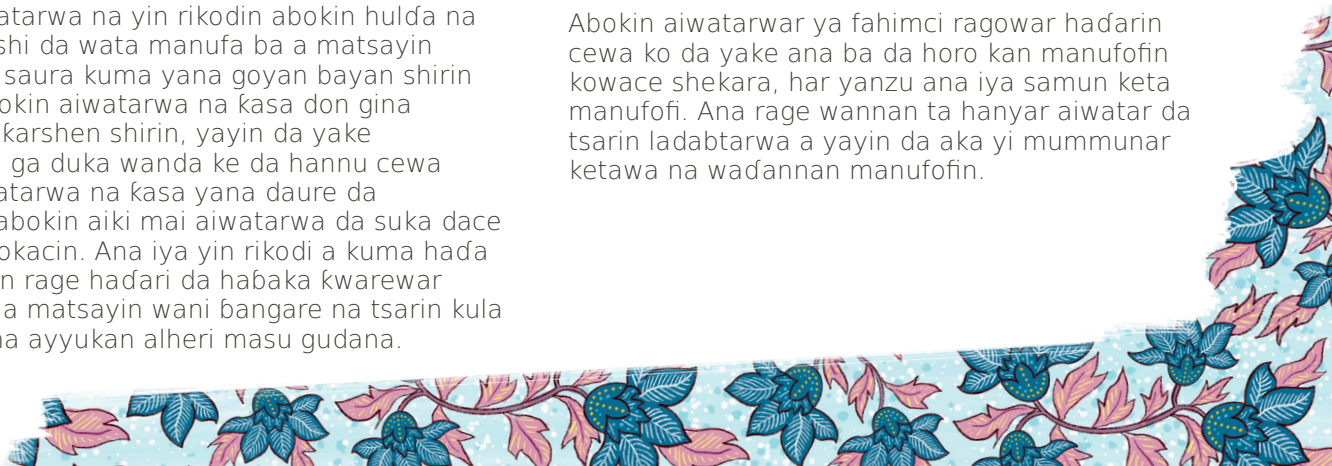 atarwa na yin rikodin abokin hulɗa na
shi da wata manufa ba a matsayin
saura kuma yana goyan bayan shirin
okin aiwatarwa na ƙasa don gina
ƙarshen shirin, yayin da yake
ga duka wanda ke da hannu cewa
atarwa na ƙasa yana daure da
abokin aiki mai aiwatarwa da suka dace
okacin. Ana iya yin rikodi a kuma haɗa
n rage haɗari da haɓaka ƙwarewar
a matsayin wani ɓangare na tsarin kula
na ayyukan alheri masu gudana.
Abokin aiwatarwar ya fahimci ragowar haɗarin
cewa ko da yake ana ba da horo kan manufofin
kowace shekara, har yanzu ana iya samun keta
manufofi. Ana rage wannan ta hanyar aiwatar da
tsarin ladabtarwa a yayin da aka yi mummunar
ketawa na waɗannan manufofin.